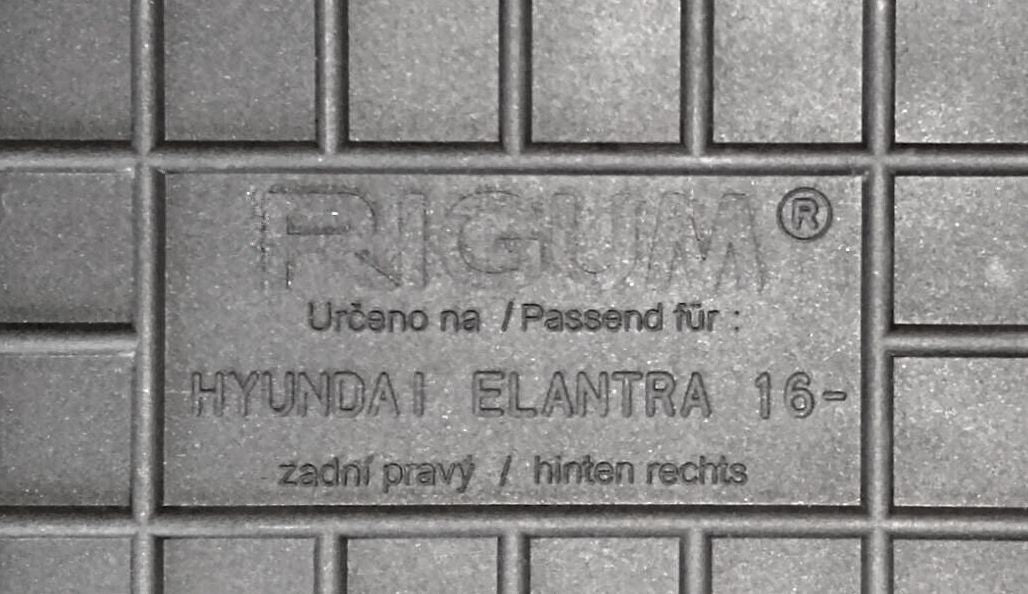 RIGUM®
Určeno na / Passend für :
HYUNDAI ELANTRA 16-
zadní pravý / hinten rechts